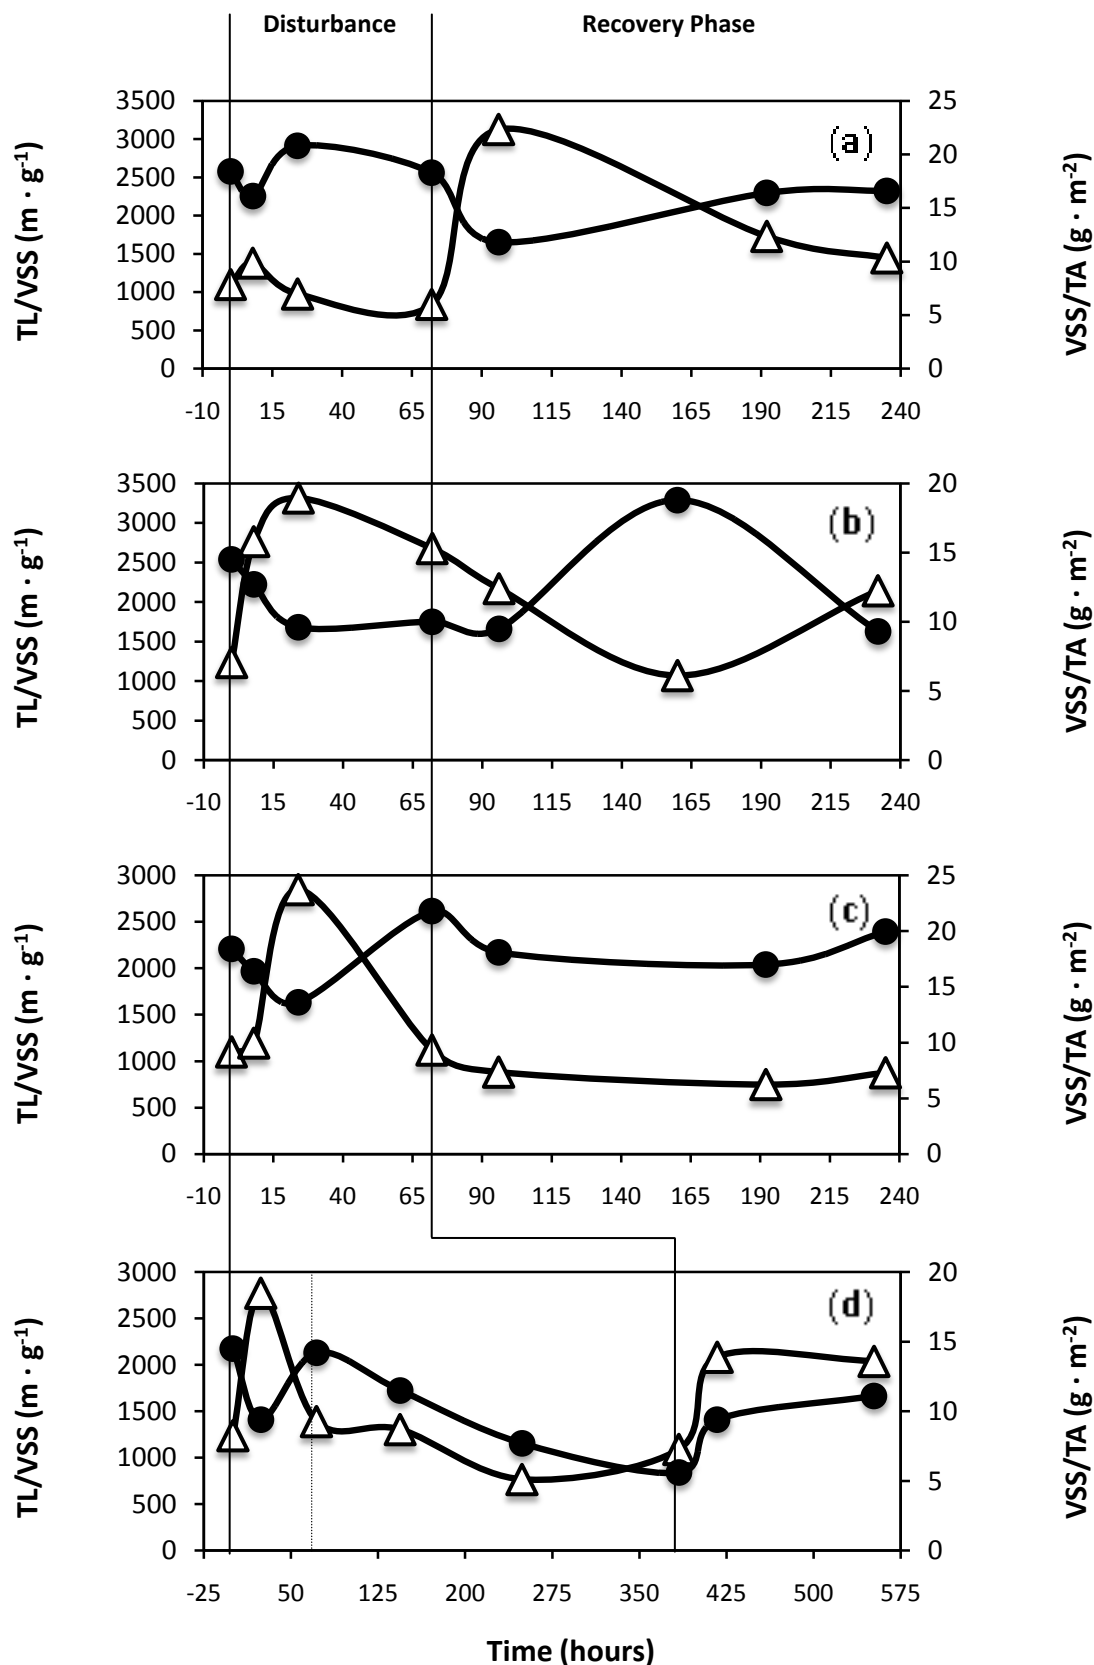 Disturbance Recovery Phase
3500 25
3000
20
2500
2000 15
1500 10
1000
5
500
0 0
(a)
TL/VSS (m · g-1)
VSS/TA (g · m-2)
-10 15 40 65 90 115 140 165 190 215 240
3500 20
3000
2500 15
2000
10
1500
1000 5
500
0 0
(b)
TL/VSS (m · g-1)
VSS/TA (g · m-2)
-10 15 40 65 90 115 140 165 190 215 240
3000 25
2500 20
2000
15
1500
10
1000
500 5
0 0
(c)
TL/VSS (m · g-1)
VSS/TA (g · m-2)
-10 15 40 65 90 115 140 165 190 215 240
3000 20
2500
15
2000
1500 10
1000
5
500
0 0
(d)
TL/VSS (m · g-1)
VSS/TA (g · m-2)
-25 50 125 200 275 350 425 500 575
Time (hours)